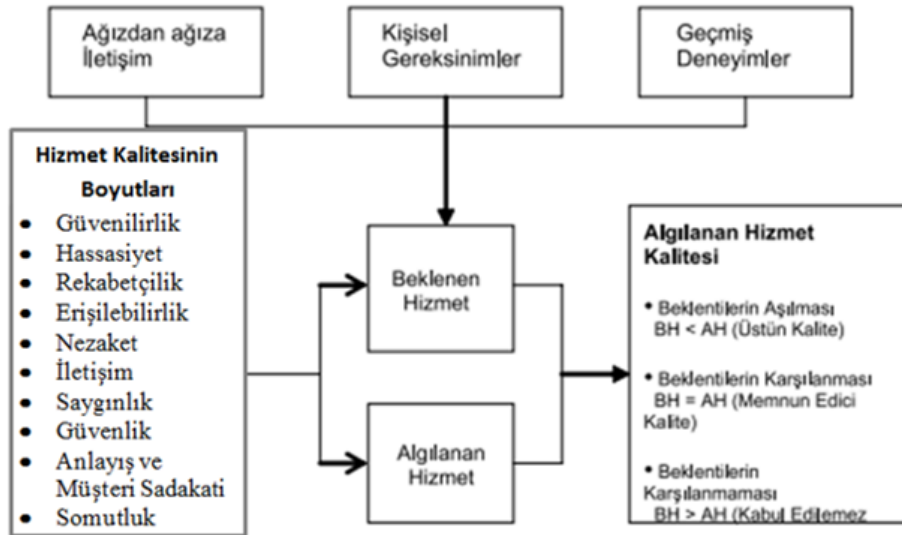 Ağızdan ağıza
İletişim
Kişisel
Gereksinimler
Geçmiş
Deneyimler
Hizmet Kalitesinin
Boyutları
• Güvenilirlik
• Hassasiyet
• Rekabetçilik
• Erişilebilirlik
• Nezaket
• İletişim
• Saygınlık
• Güvenlik
• Anlayış ve
Müşteri Sadakati
• Somutluk
Beklenen
Hizmet
Algılanan
Hizmet
Algılanan Hizmet
Kalitesi
• Beklentilerin Aşılması
BH < AH (Üstün Kalite)
• Beklentilerin Karşılanması
BH = AH (Memnun Edici
Kalite)
• Beklentilerin
Karşılanmaması
BH > AH (Kabul Edilemez